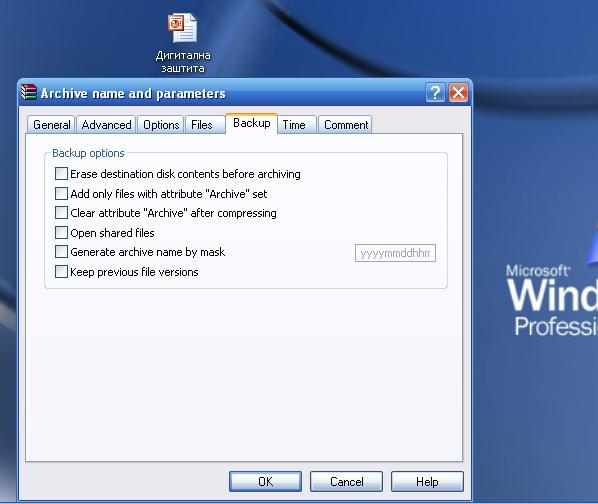 Дигитална
заштита
Archive name and parameters
General Advanced Options Files Backup Time Comment
Backup options
Erase destination disk contents before archiving
Add only files with attribute "Archive" set
Clear attribute "Archive" after compressing
Open shared files
Generate archive name by mask yyyymmddhhm
Keep previous file versions
Microsoft
Wind
Professi
OK Cancel Help